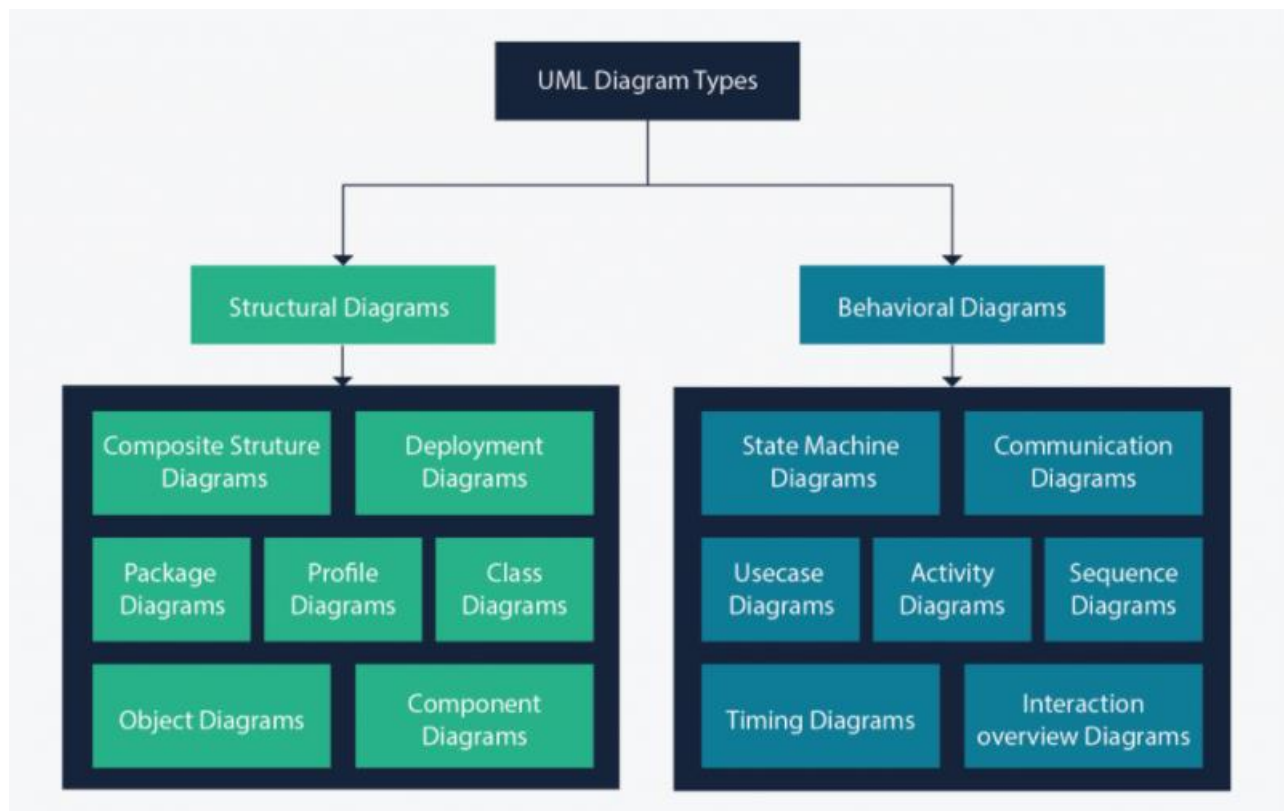 UML Diagram Types
Structural Diagrams
Behavioral Diagrams
Composite Struture
Diagrams
Deployment
Diagrams
Package
Diagrams
Profile
Diagrams
Class
Diagrams
Object Diagrams
Component
Diagrams
State Machine
Diagrams
Communication
Diagrams
Usecase
Diagrams
Activity
Diagrams
Sequence
Diagrams
Timing Diagrams
Interaction
overview Diagrams